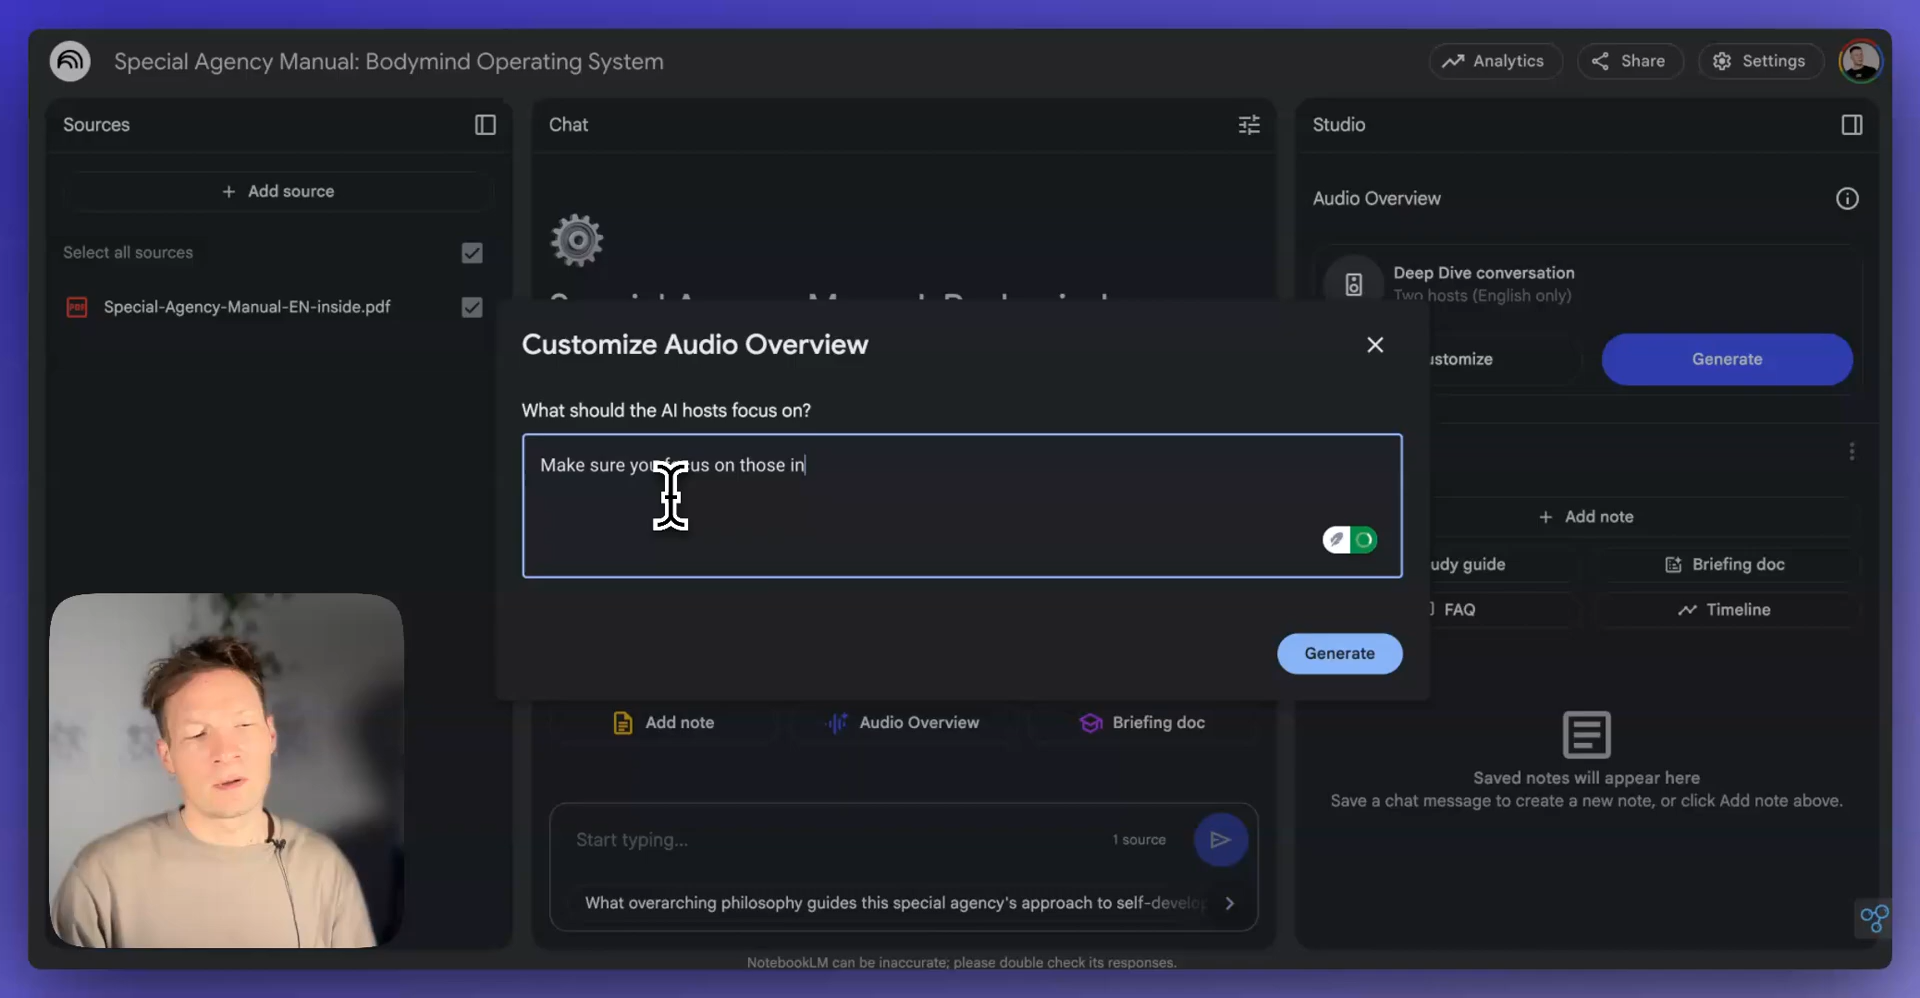 Special Agency Manual: Bodymind Operating System
Analytics
Share
Settings
Sources
Add source
Select all sources
PDF
Special-Agency-Manual-EN-inside.pdf
Chat
Customize Audio Overview
What should the AI hosts focus on?
Make sure you focus on those in
Generate
Add note
Audio Overview
Briefing doc
Start typing...
1 source
What overarching philosophy guides this special agency's approach to self-develop
NotebookLM can be inaccurate; please double check its responses.
Studio
Audio Overview
Deep Dive conversation
Two hosts (English only)
ustomize
Generate
Add note
udy guide
Briefing doc
FAQ
Timeline
Saved notes will appear here
Save a chat message to create a new note, or click Add note above.